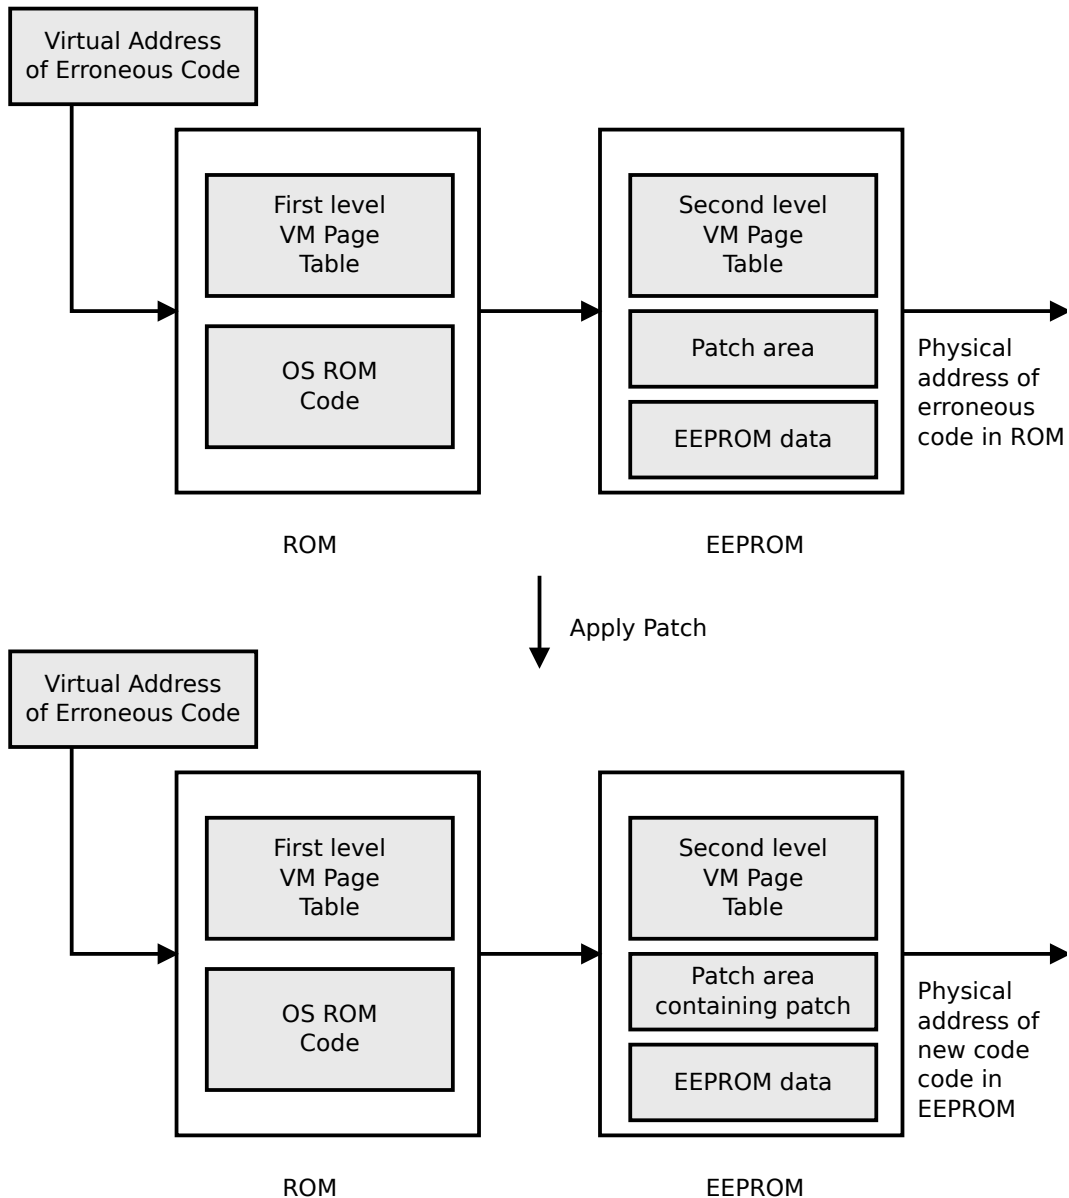 Virtual Address
of Erroneous Code
First level
VM Page
Table
OS ROM
Code
ROM
Second level
VM Page
Table
Patch area
EEPROM data
EEPROM
Physical
address of
erroneous
code in ROM
Apply Patch
Virtual Address
of Erroneous Code
First level
VM Page
Table
OS ROM
Code
ROM
Second level
VM Page
Table
Patch area
containing patch
EEPROM data
EEPROM
Physical
address of
new code
code in
EEPROM